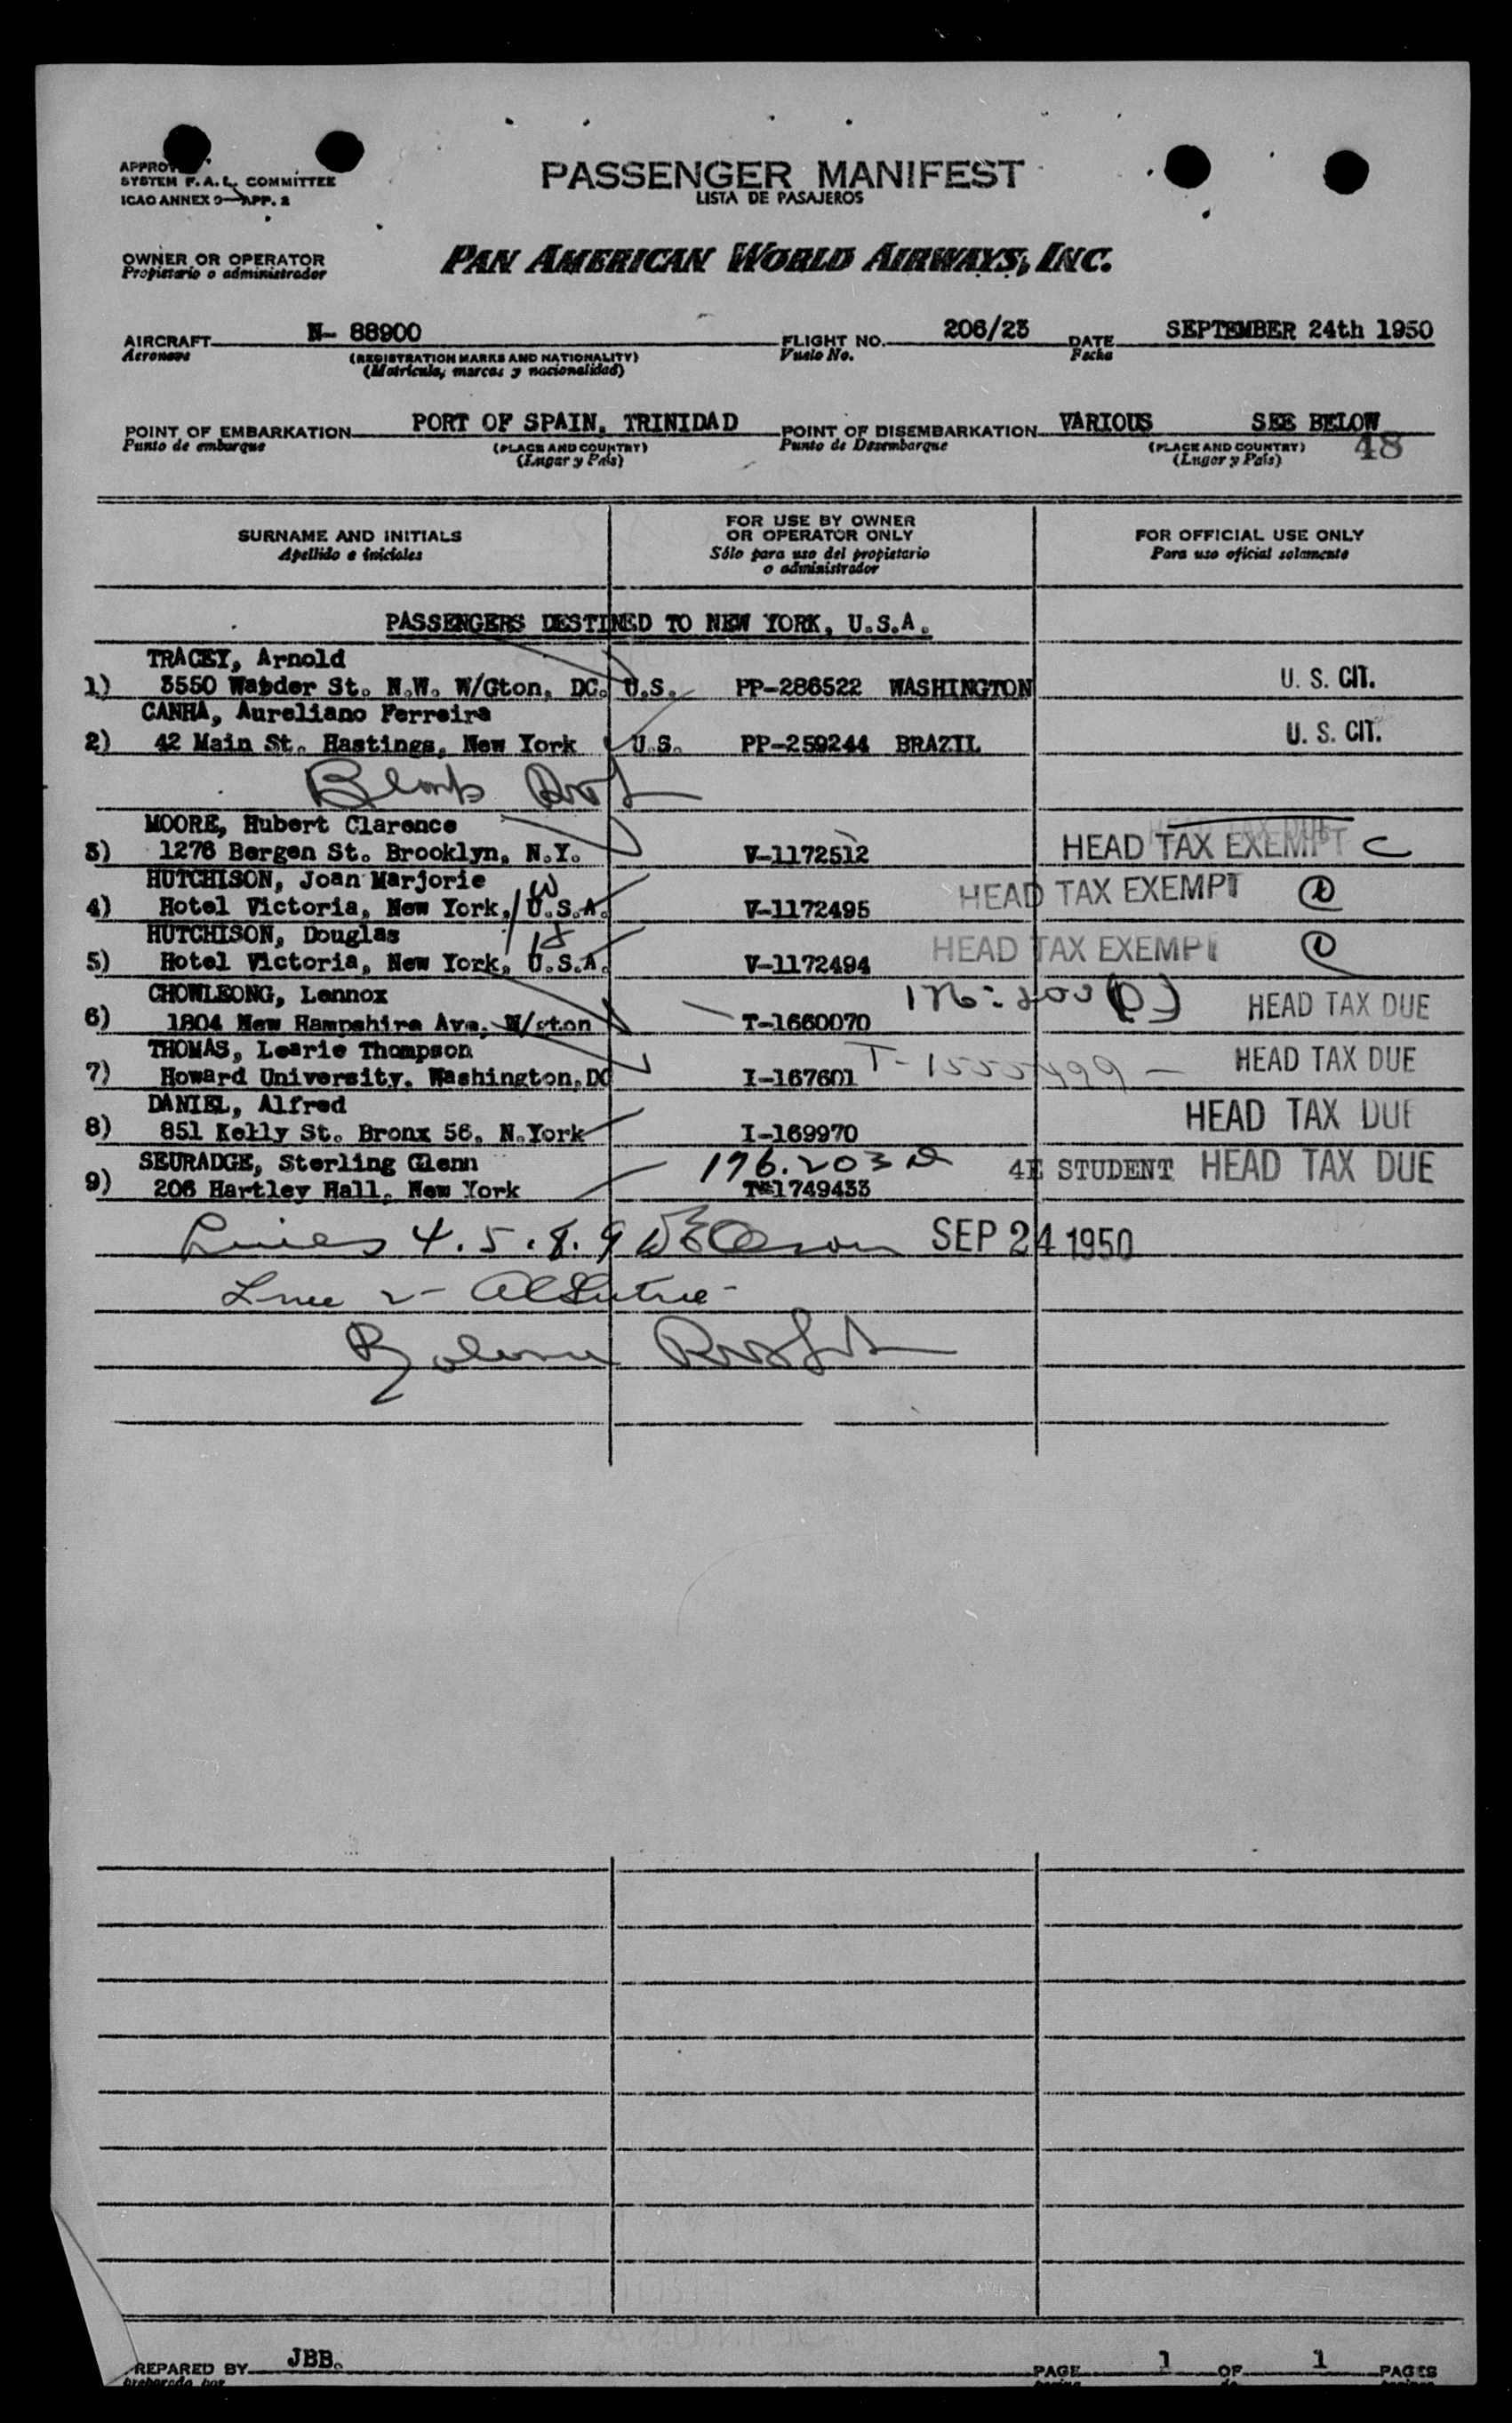 SYSTEM F. A. L. COMMITTEE
ICAO ANNEX 9—APP. 2
PASSENGER MANIFEST
LISTA DE PASAJEROS
OWNER OR OPERATOR
Propietario o administrador
PAN AMERICAN WORLD AIRWAYS, INC.
AIRCRAFT N- 88900 FLIGHT NO. 206/23 DATE SEPTEMBER 24th 1950
Aeronave (REGISTRATION MARKS AND NATIONALITY) Vuelo No. Fecha
(Matricula, marcas y nacionalidad)
POINT OF EMBARKATION PORT OF SPAIN, TRINIDAD POINT OF DISEMBARKATION VARIOUS SEE BELOW
Punto de embarque (PLACE AND COUNTRY) Punto de Desembarque (PLACE AND COUNTRY) 48
(Lugar y País) (Lugar y País)
SURNAME AND INITIALS
Apellido e iniciales
FOR USE BY OWNER
OR OPERATOR ONLY
Sólo para uso del propietario
o administrador
FOR OFFICIAL USE ONLY
Para uso oficial solamente
PASSENGERS DESTINED TO NEW YORK, U.S.A.
TRACEY, Arnold
1) 3550 St. N.W. W/Gton, DC. U.S. PP-286522 WASHINGTON U. S. CIT.
CANHA, Aureliano Ferreira
2) 42 Main St. Hastings, New York U.S. PP-259244 BRAZIL U. S. CIT.
MOORE, Hubert Clarence
3) 1276 Bergen St. Brooklyn, N.Y. V-1172512 HEAD TAX EXEMPT C
HUTCHISON, Joan Marjorie
4) Hotel Victoria, New York, U.S.A. V-1172495 HEAD TAX EXEMPT D
HUTCHISON, Douglas
5) Hotel Victoria, New York, U.S.A. V-1172494 HEAD TAX EXEMPT D
CHOWLEONG, Lennox
6) 1804 New Hampshire Ave. W/gton T-1660070 HEAD TAX DUE
THOMAS, Learie Thompson
7) Howard University, Washington, DC I-167601 HEAD TAX DUE
DANIEL, Alfred
8) 851 Kelly St. Bronx 56, N.York I-169970 HEAD TAX DUE
SEURADGE, Sterling Glenn 176.203 D
9) 206 Hartley Hall, New York T-1749433 4E STUDENT HEAD TAX DUE
Lines 4.5.8.9 SEP 24 1950
Line 2 -
PREPARED BY JBB. PAGE 1 OF 1 PAGES